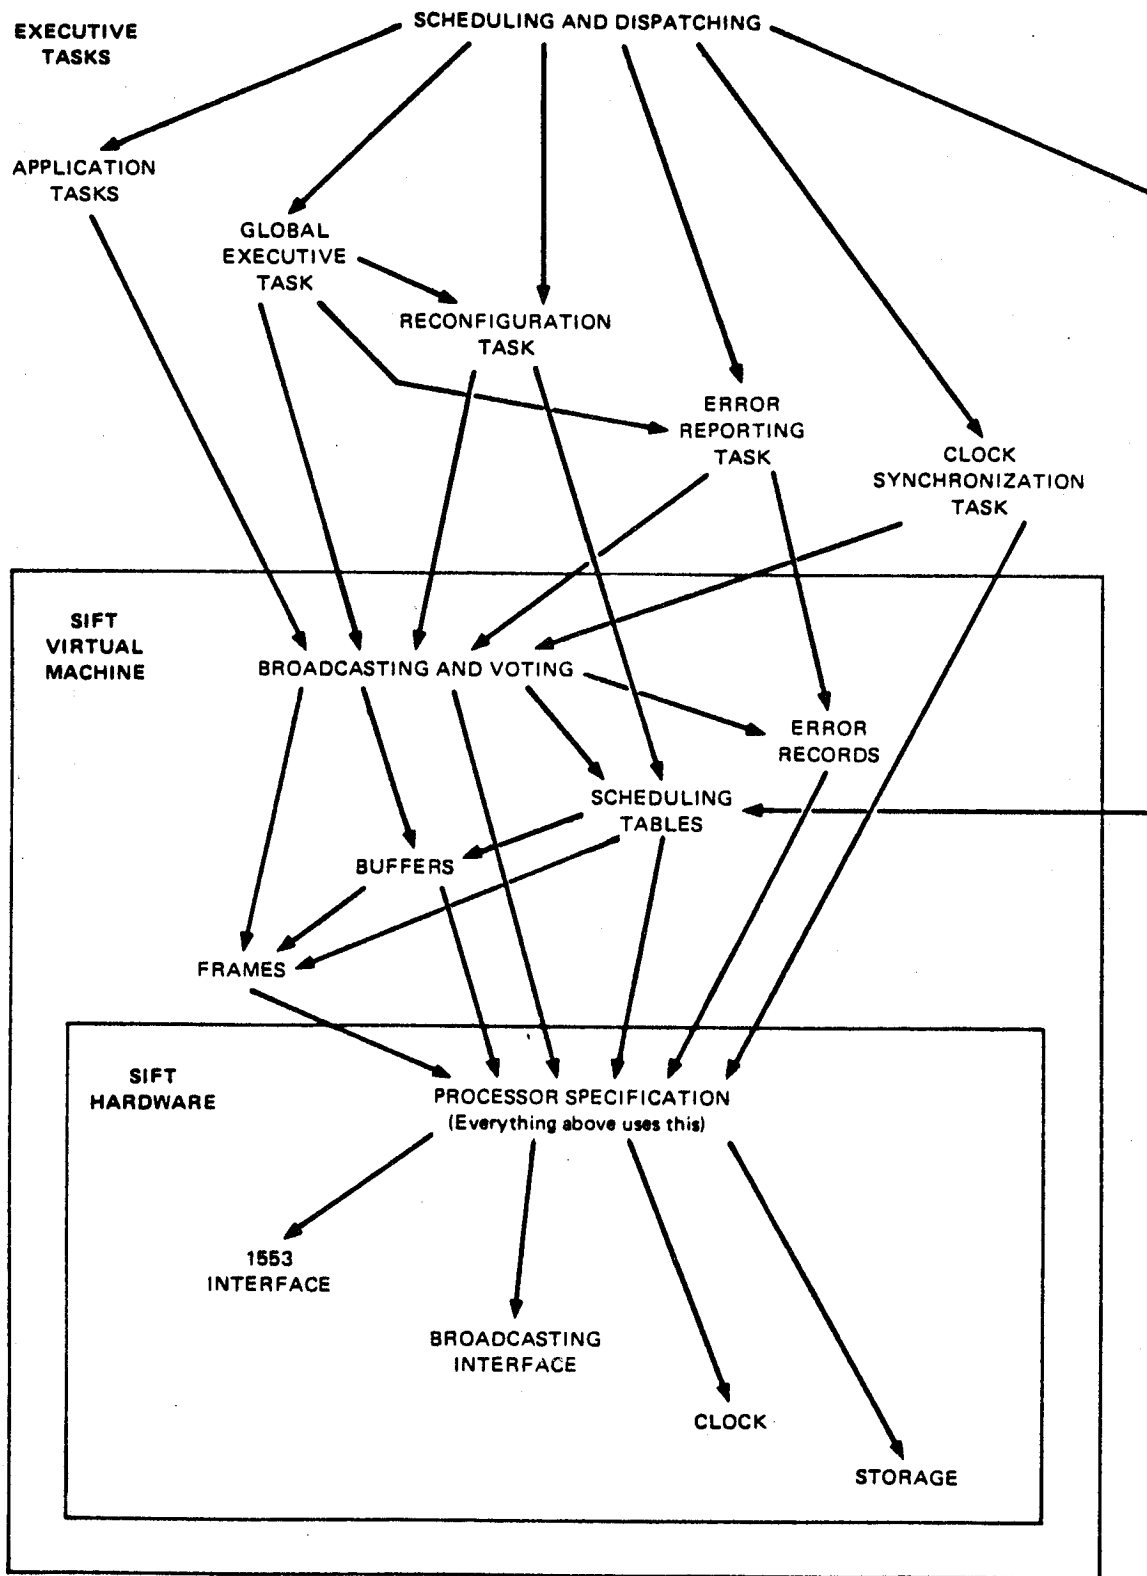 SCHEDULING AND DISPATCHING
EXECUTIVE
TASKS
APPLICATION
TASKS
GLOBAL
EXECUTIVE
TASK
RECONFIGURATION
TASK
ERROR
REPORTING
TASK
CLOCK
SYNCHRONIZATION
TASK
SIFT
VIRTUAL
MACHINE
BROADCASTING AND VOTING
ERROR
RECORDS
SCHEDULING
TABLES
BUFFERS
FRAMES
SIFT
HARDWARE
PROCESSOR SPECIFICATION
(Everything above uses this)
1553
INTERFACE
BROADCASTING
INTERFACE
CLOCK
STORAGE